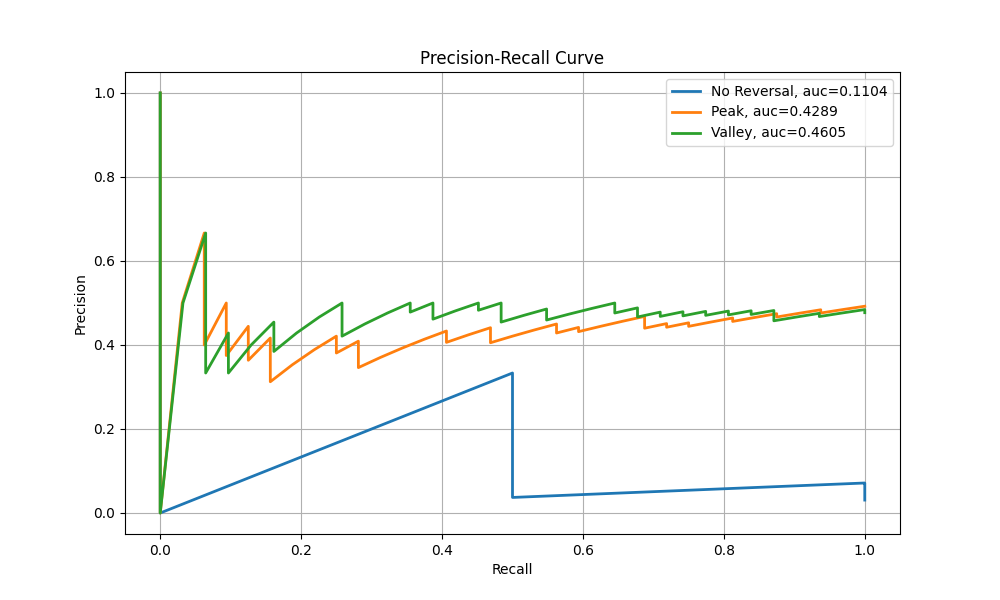 Precision-Recall Curve
No Reversal, auc=0.1104
Peak, auc=0.4289
Valley, auc=0.4605
Precision
1.0
0.8
0.6
0.4
0.2
0.0
0.0 0.2 0.4 0.6 0.8 1.0
Recall